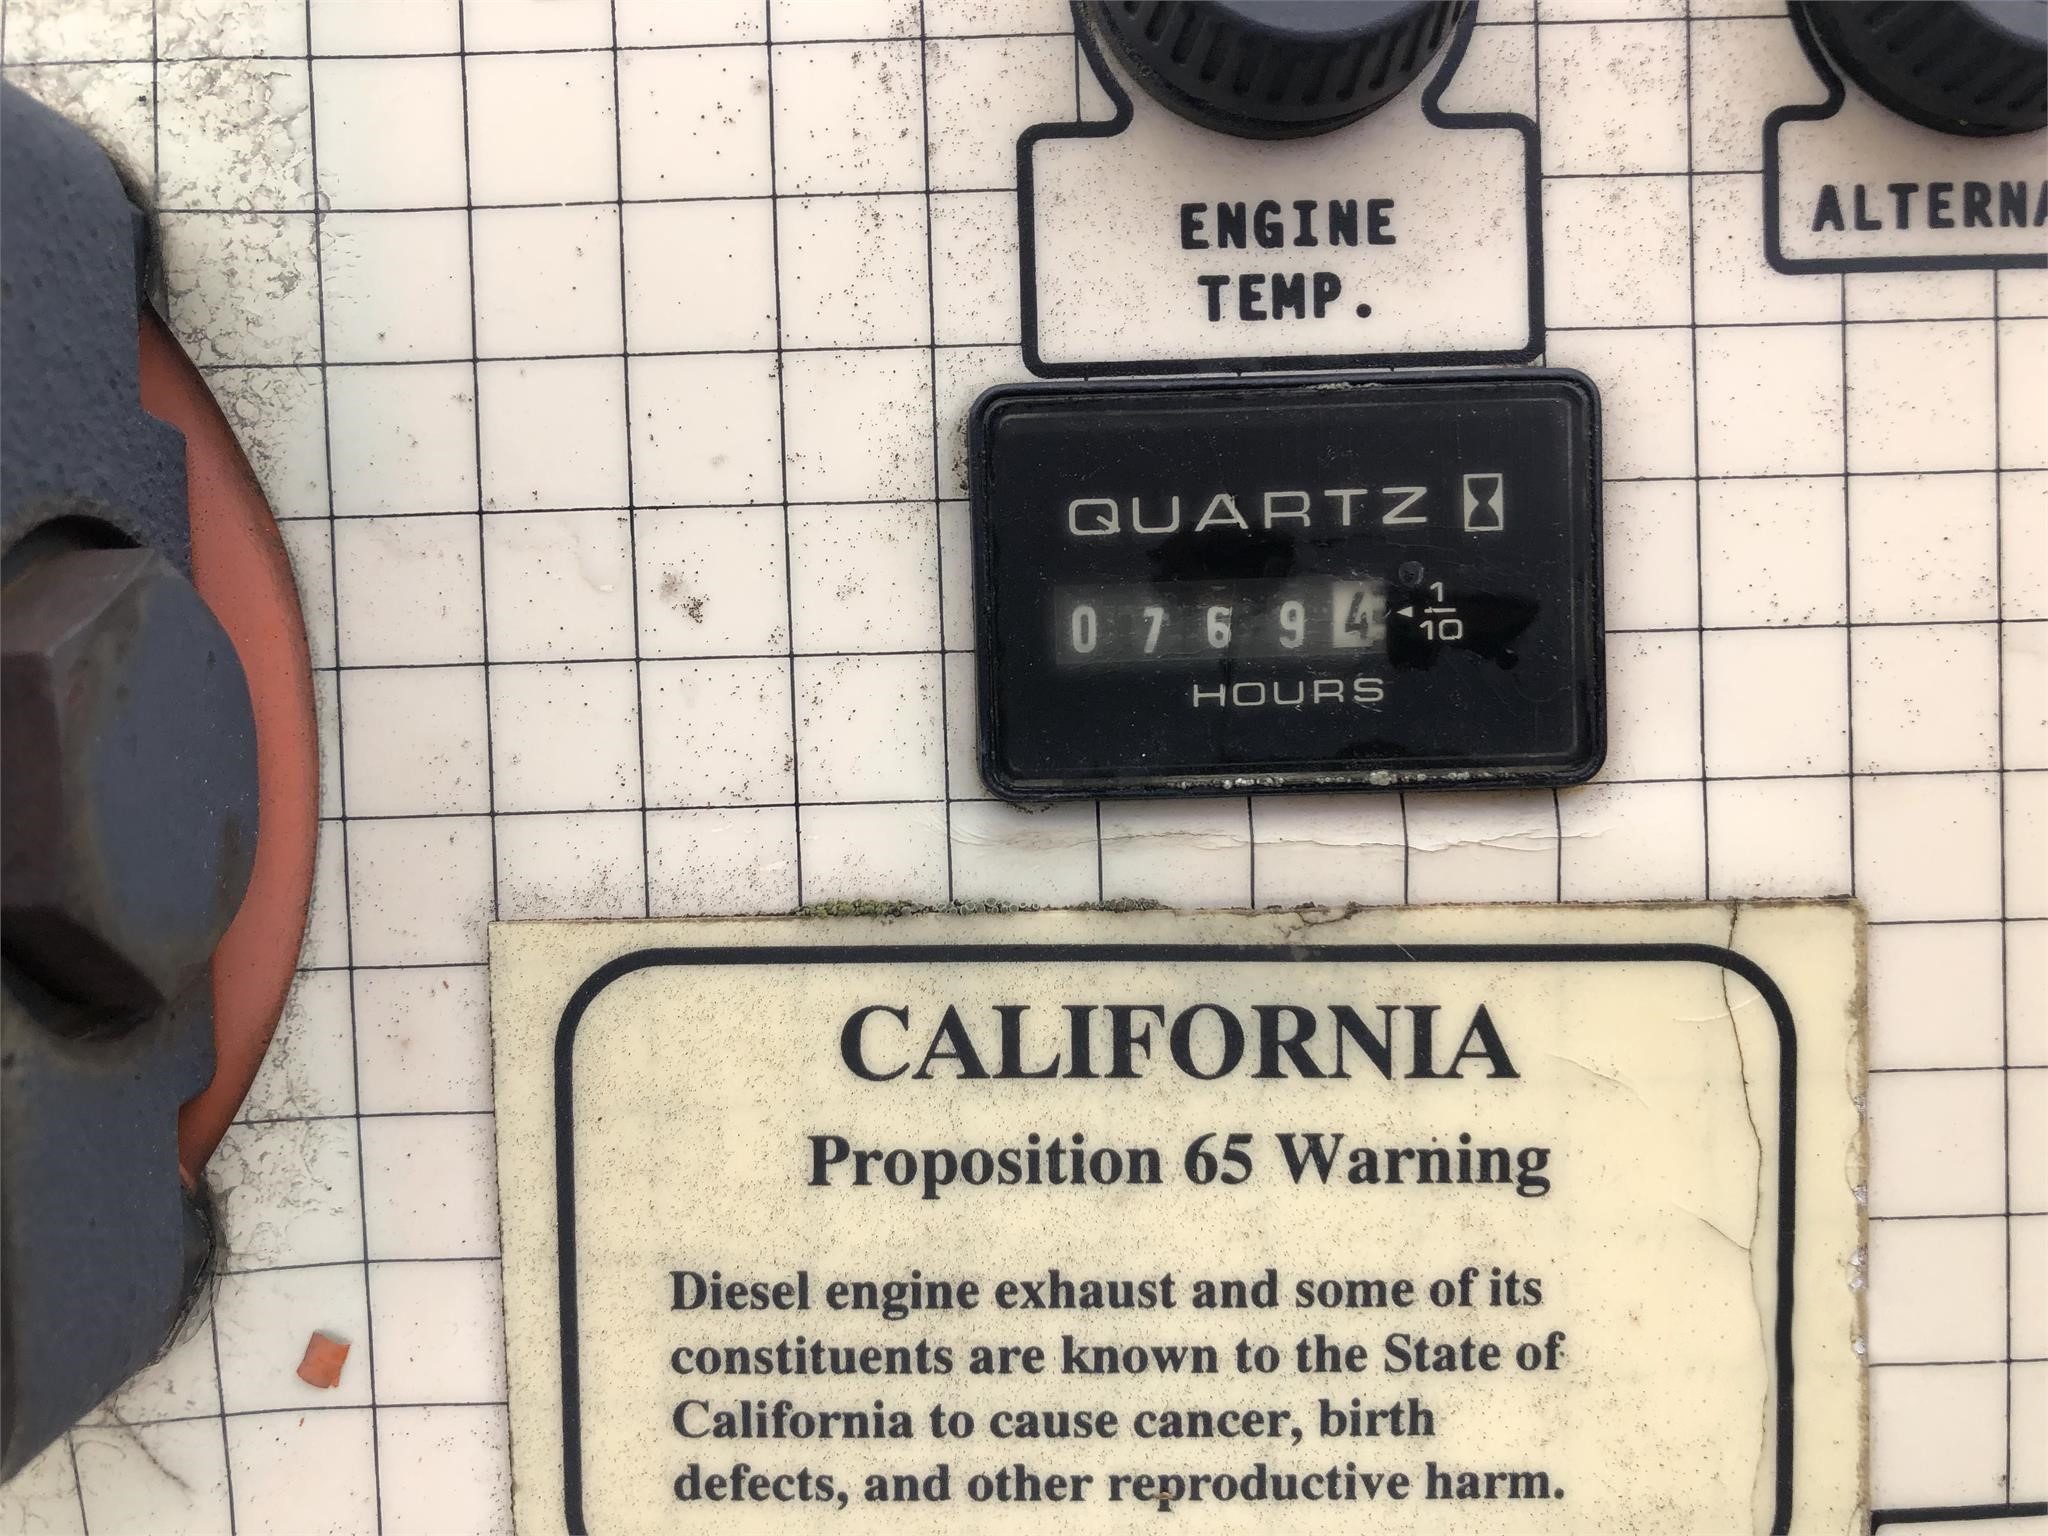 ENGINE
TEMP.
ALTERNA
QUARTZ
0 7 6 9 4
1/10
HOURS
CALIFORNIA
Proposition 65 Warning
Diesel engine exhaust and some of its
constituents are known to the State of
California to cause cancer, birth
defects, and other reproductive harm.